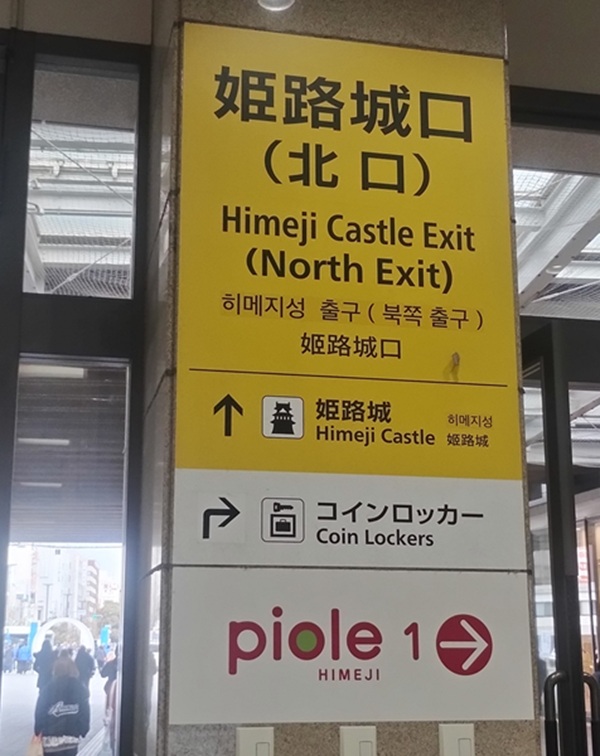 姫路城口
（北 口）
Himeji Castle Exit
(North Exit)
히메지성 출구 ( 북쪽 출구 )
姬路城口
姫路城 히메지성
Himeji Castle 姬路城
コインロッカー
Coin Lockers
piole 1
HIMEJI